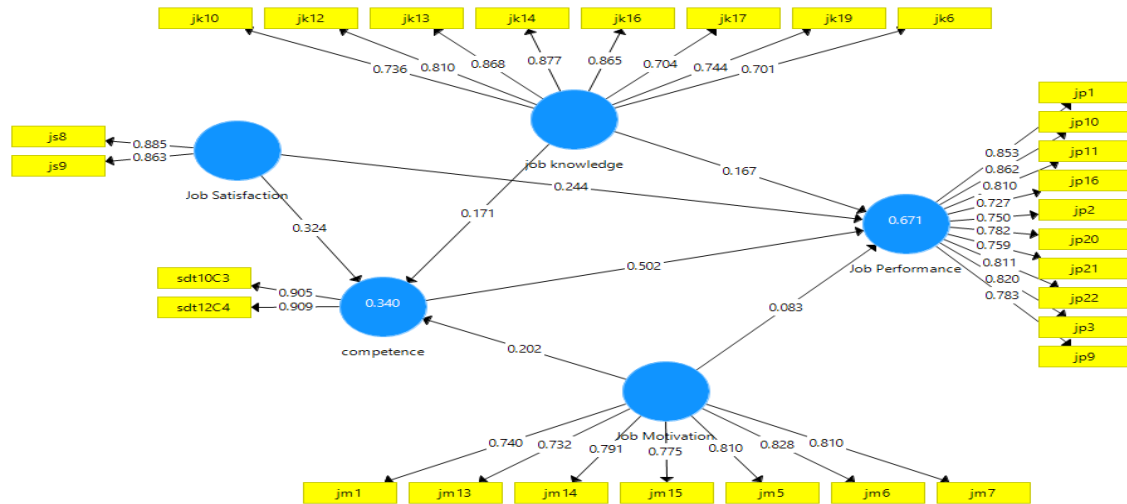 jk10 jk12 jk13 jk14 jk16 jk17 jk19 jk6
0.736 0.810 0.868 0.877 0.865 0.704 0.744 0.701
js8
js9
0.885
0.863
Job Satisfaction
job knowledge
0.167
0.244
0.171
0.324
jp1
jp10
jp11
jp16
jp2
jp20
jp21
jp22
jp3
jp9
0.853
0.862
0.810
0.727
0.750
0.782
0.759
0.811
0.820
0.783
0.671
Job Performance
sdt10C3
sdt12C4
0.905
0.909
0.340
competence
0.502
0.083
0.202
Job Motivation
0.740 0.732 0.791 0.775 0.810 0.828 0.810
jm1 jm13 jm14 jm15 jm5 jm6 jm7